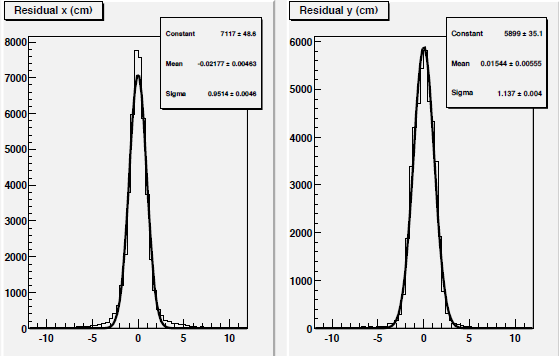 Residual x (cm)
Constant 7117 ± 48.6
Mean -0.02177 ± 0.00463
Sigma 0.9514 ± 0.0046
8000
7000
6000
5000
4000
3000
2000
1000
0
-10 -5 0 5 10
Residual y (cm)
Constant 5899 ± 35.1
Mean 0.01544 ± 0.00555
Sigma 1.137 ± 0.004
6000
5000
4000
3000
2000
1000
0
-10 -5 0 5 10